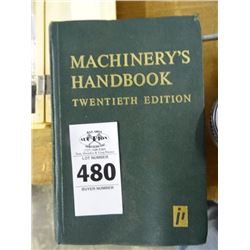 MACHINERY'S
HANDBOOK
TWENTIETH EDITION
LOT NUMBER
480
BUYER NUMBER